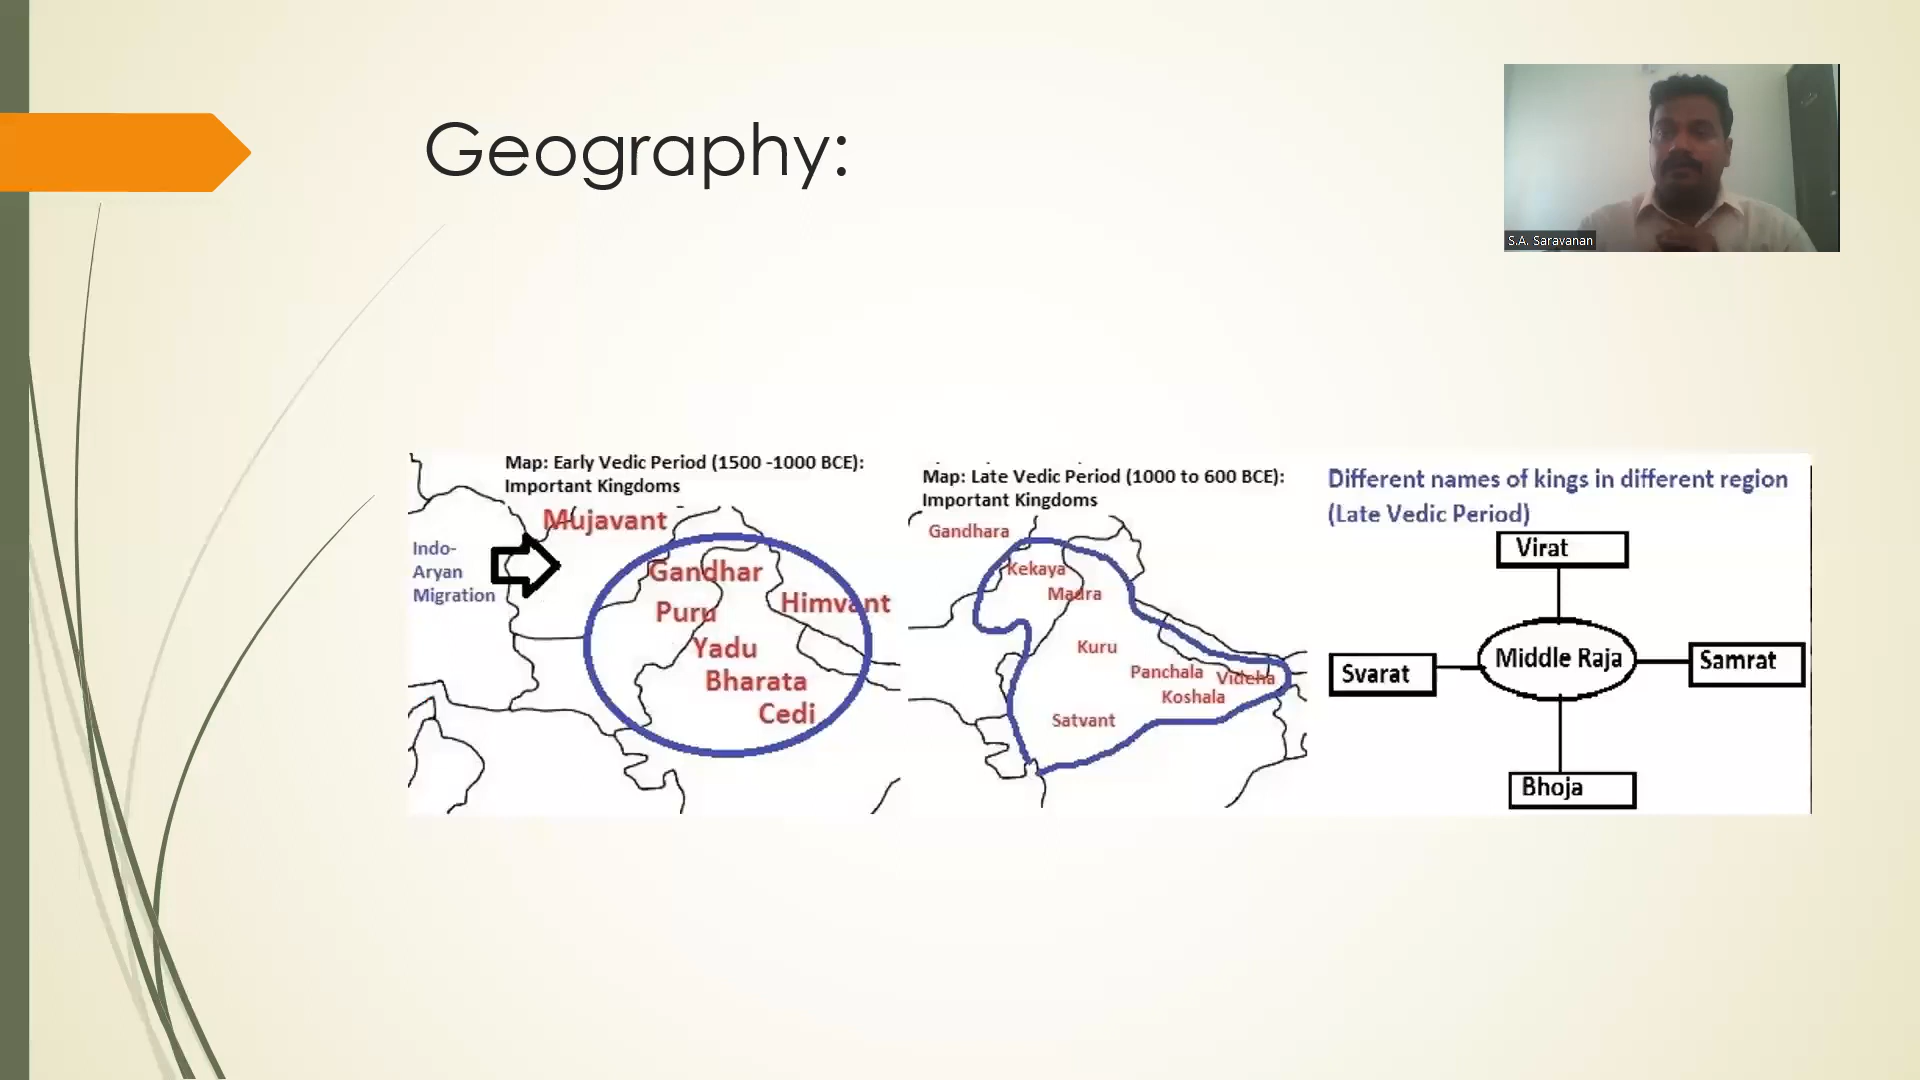 Geography:
S.A. Saravanan
Map: Early Vedic Period (1500 -1000 BCE):
Important Kingdoms
Mujavant
Indo-
Aryan
Migration
Gandhar
Himvant
Puru
Yadu
Bharata
Cedi
Map: Late Vedic Period (1000 to 600 BCE):
Important Kingdoms
Gandhara
Kekaya
Madra
Kuru
Panchala
Videha
Koshala
Satvant
Different names of kings in different region
(Late Vedic Period)
Virat
Middle Raja
Samrat
Svarat
Bhoja